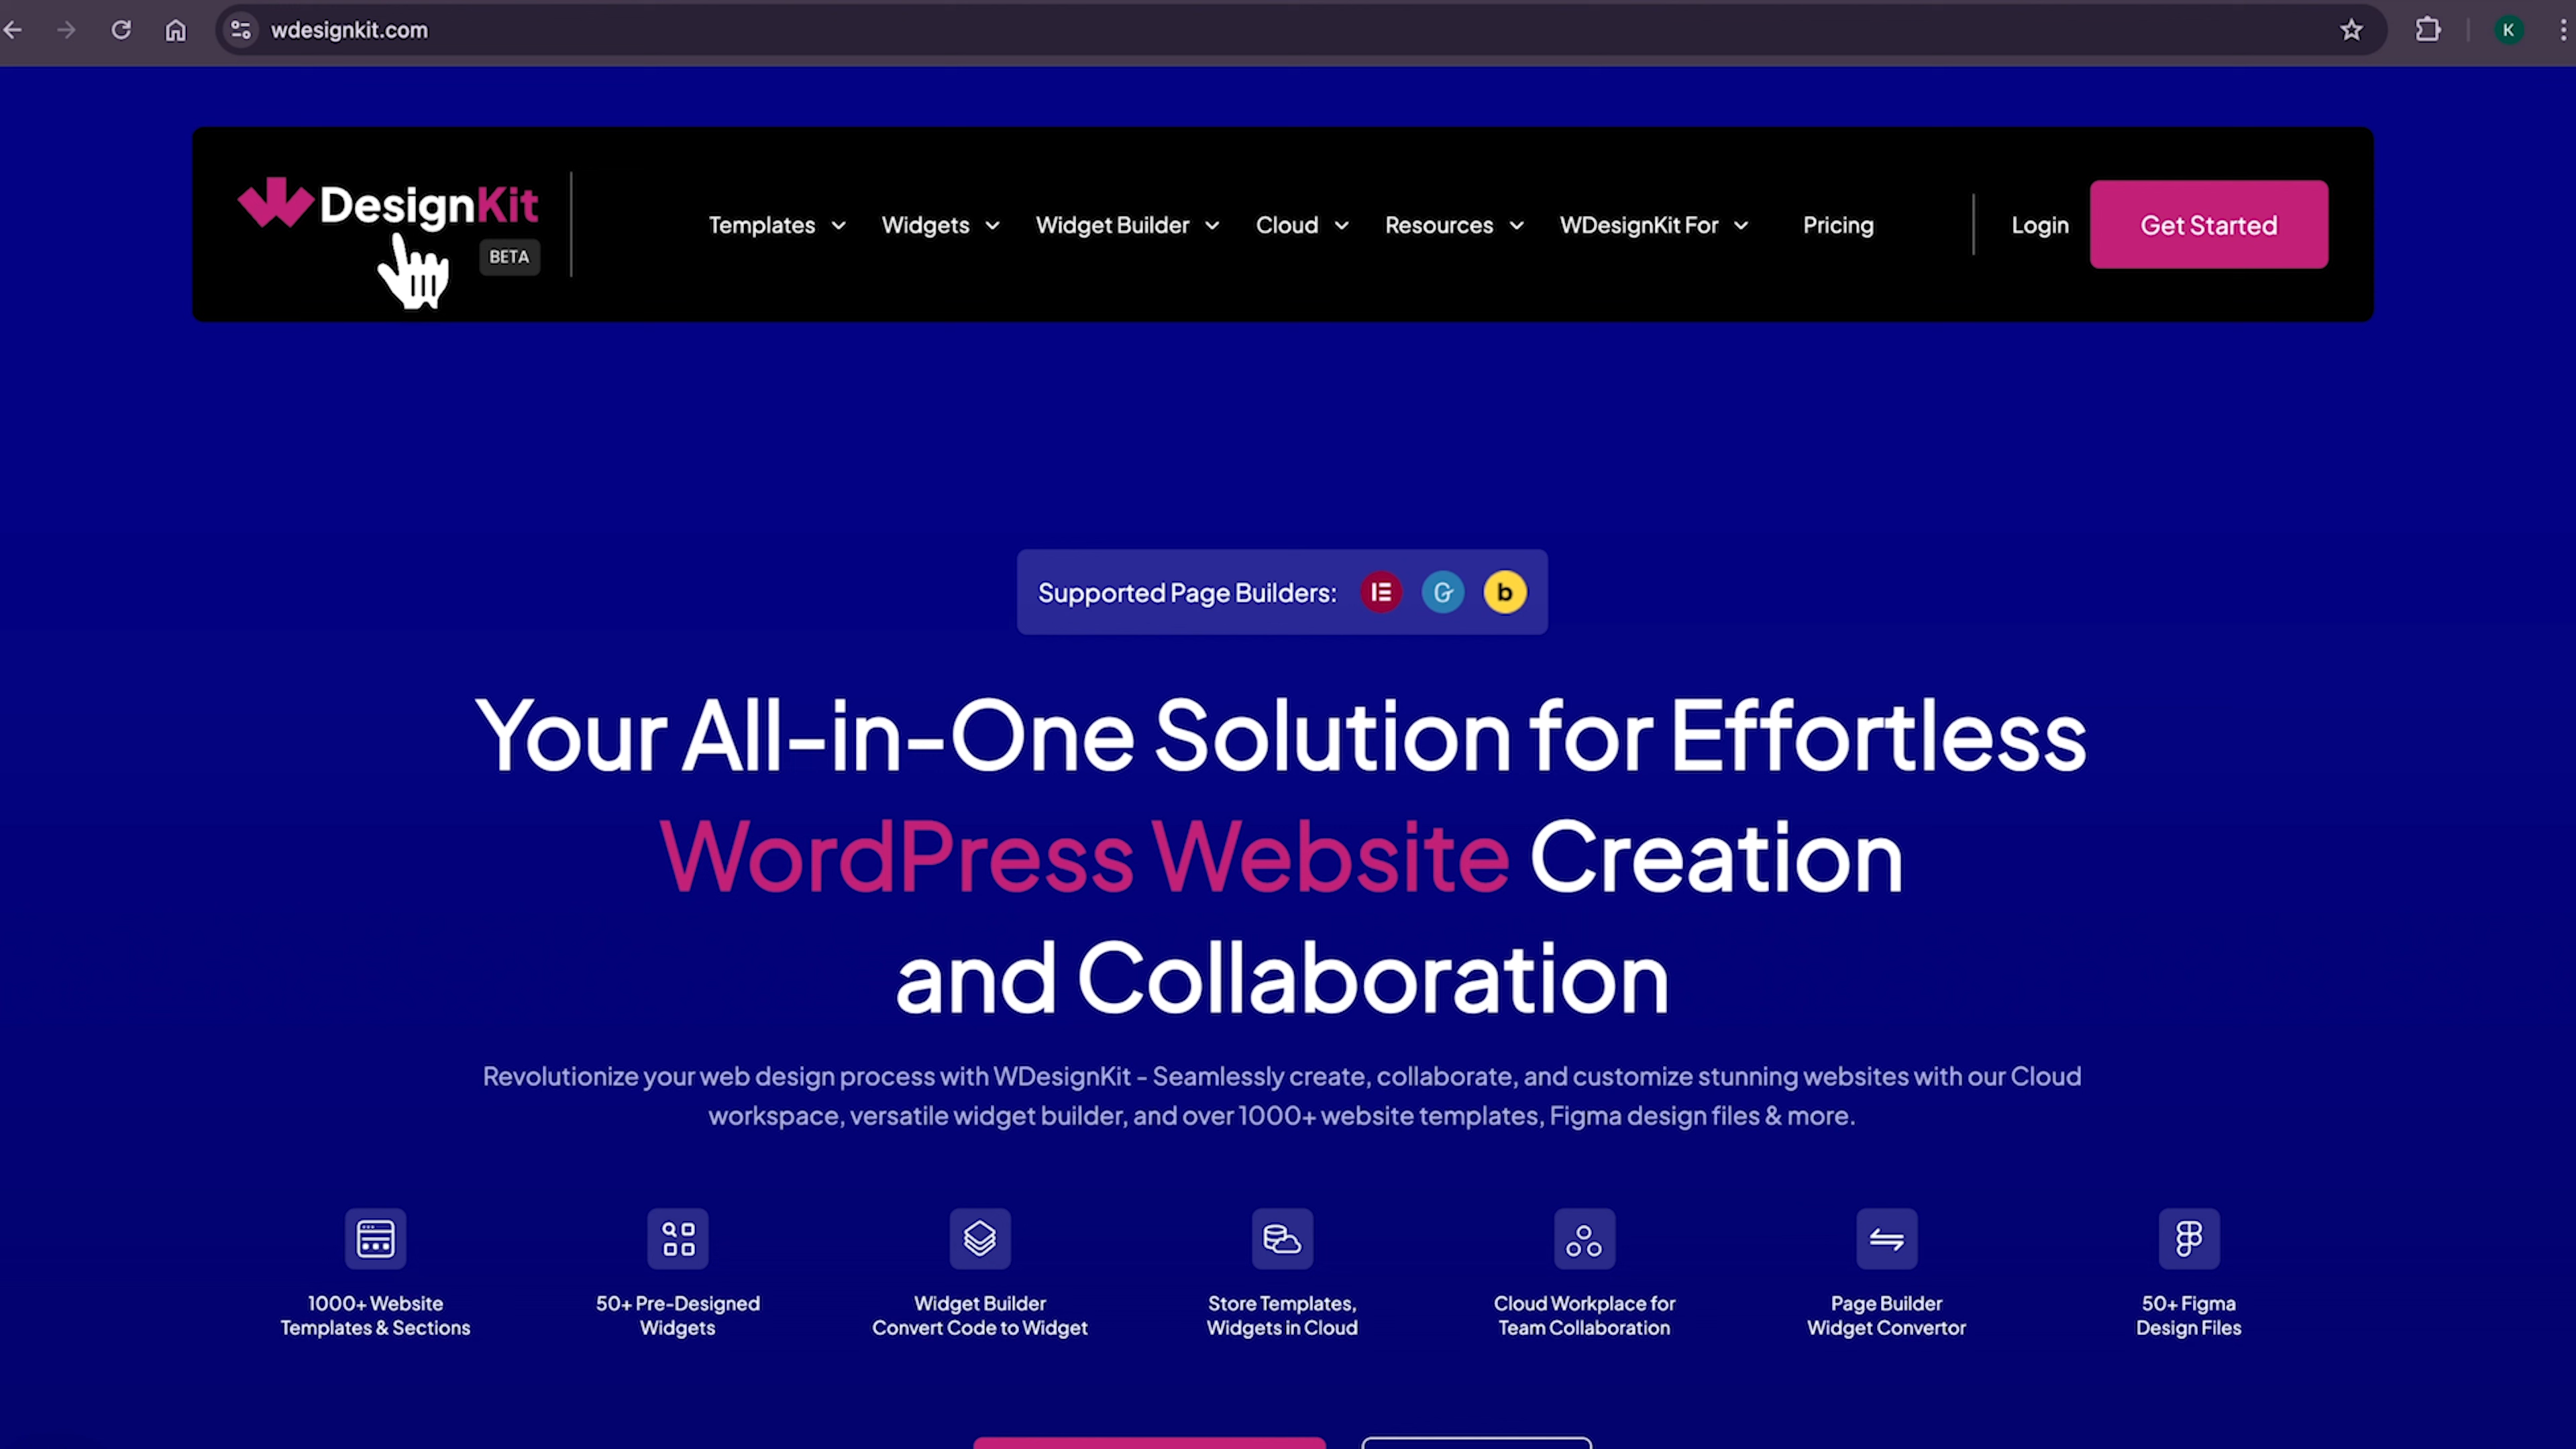 wdesignkit.com
K
DesignKit
BETA
Templates Widgets Widget Builder Cloud Resources WDesignKit For Pricing Login Get Started
Supported Page Builders:
Your All-in-One Solution for Effortless
WordPress Website Creation
and Collaboration
Revolutionize your web design process with WDesignKit - Seamlessly create, collaborate, and customize stunning websites with our Cloud
workspace, versatile widget builder, and over 1000+ website templates, Figma design files & more.
1000+ Website
Templates & Sections
50+ Pre-Designed
Widgets
Widget Builder
Convert Code to Widget
Store Templates,
Widgets in Cloud
Cloud Workplace for
Team Collaboration
Page Builder
Widget Convertor
50+ Figma
Design Files